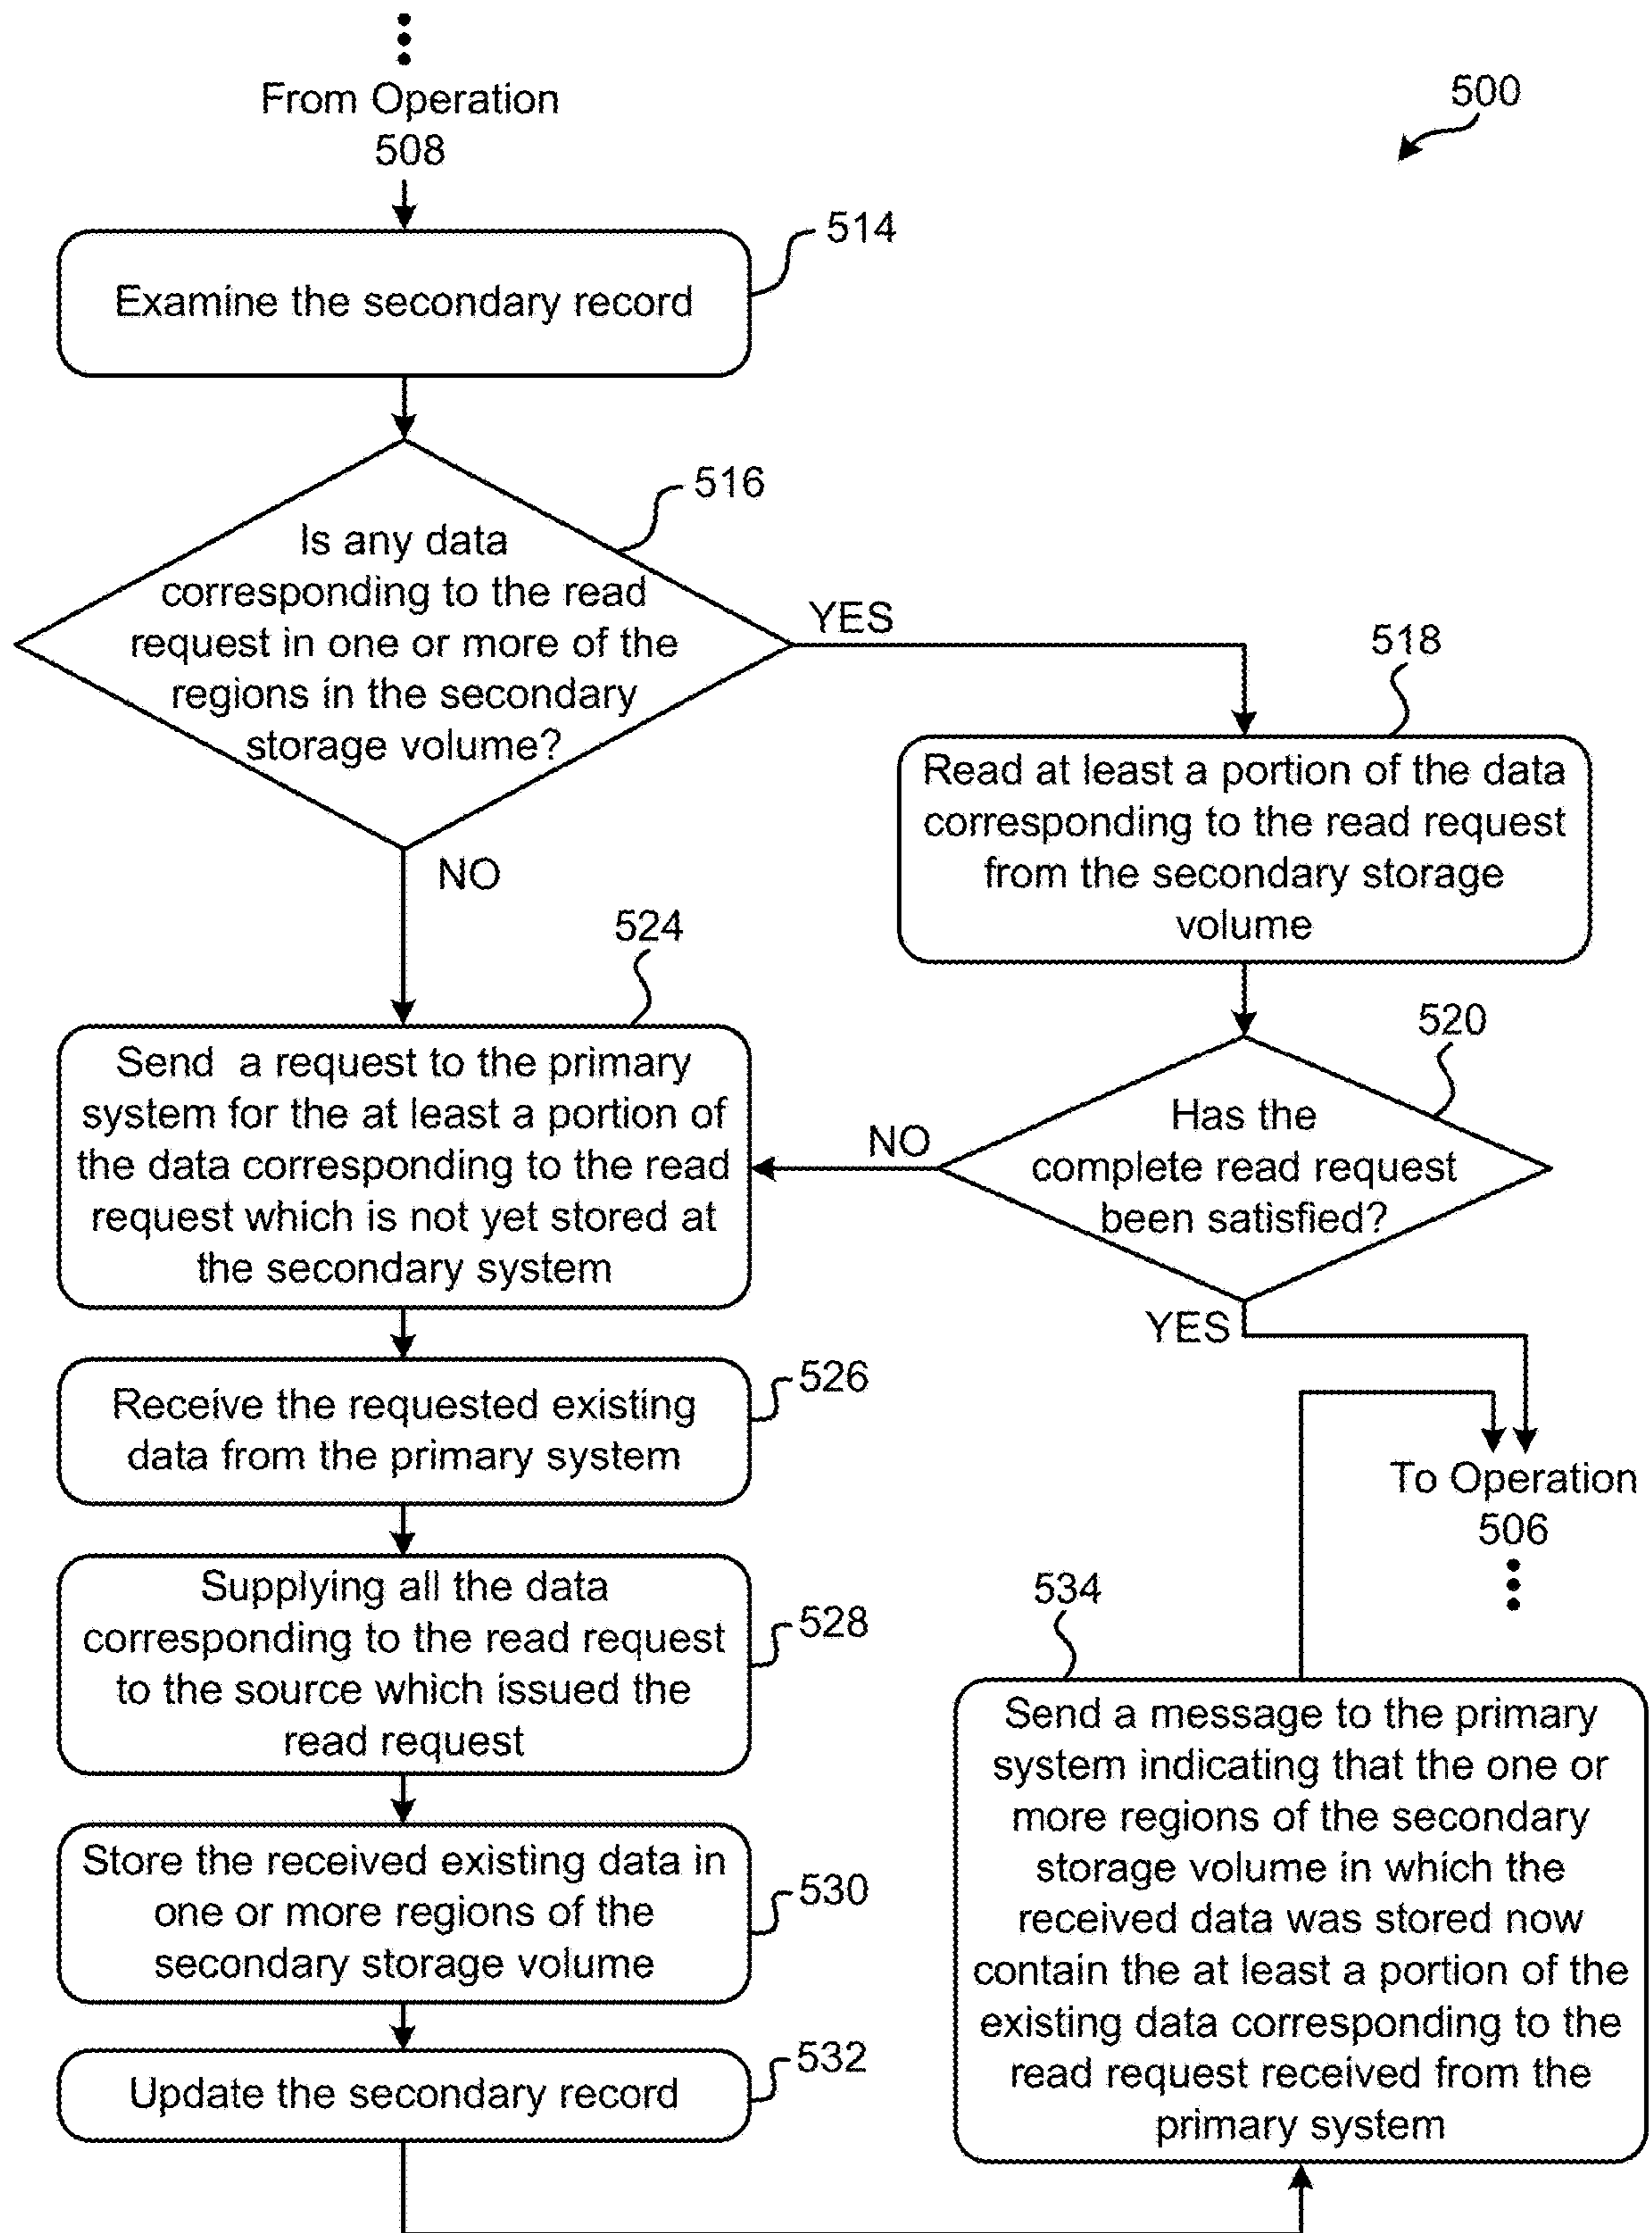 From Operation
508
500
514
Examine the secondary record
516
Is any data
corresponding to the read
request in one or more of the
regions in the secondary
storage volume?
YES
NO
518
Read at least a portion of the data
corresponding to the read request
from the secondary storage
volume
524
Send a request to the primary
system for the at least a portion of
the data corresponding to the read
request which is not yet stored at
the secondary system
520
Has the
complete read request
been satisfied?
NO
YES
526
Receive the requested existing
data from the primary system
To Operation
506
528
Supplying all the data
corresponding to the read request
to the source which issued the
read request
530
Store the received existing data in
one or more regions of the
secondary storage volume
532
Update the secondary record
534
Send a message to the primary
system indicating that the one or
more regions of the secondary
storage volume in which the
received data was stored now
contain the at least a portion of the
existing data corresponding to the
read request received from the
primary system